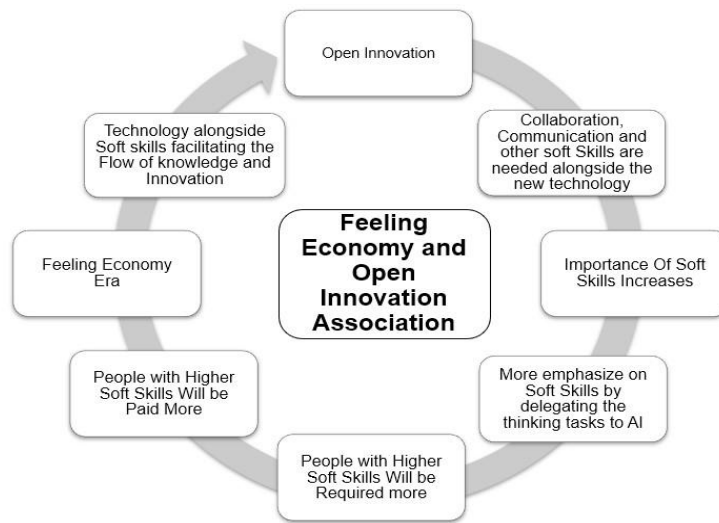 Open Innovation
Collaboration,
Communication and
other soft Skills are
needed alongside the
new technology
Importance Of Soft
Skills Increases
More emphasize on
Soft Skills by
delegating the
thinking tasks to AI
People with Higher
Soft Skills Will be
Required more
People with Higher
Soft Skills Will be
Paid More
Feeling Economy
Era
Technology alongside
Soft skills facilitating the
Flow of knowledge and
Innovation
Feeling
Economy and
Open
Innovation
Association